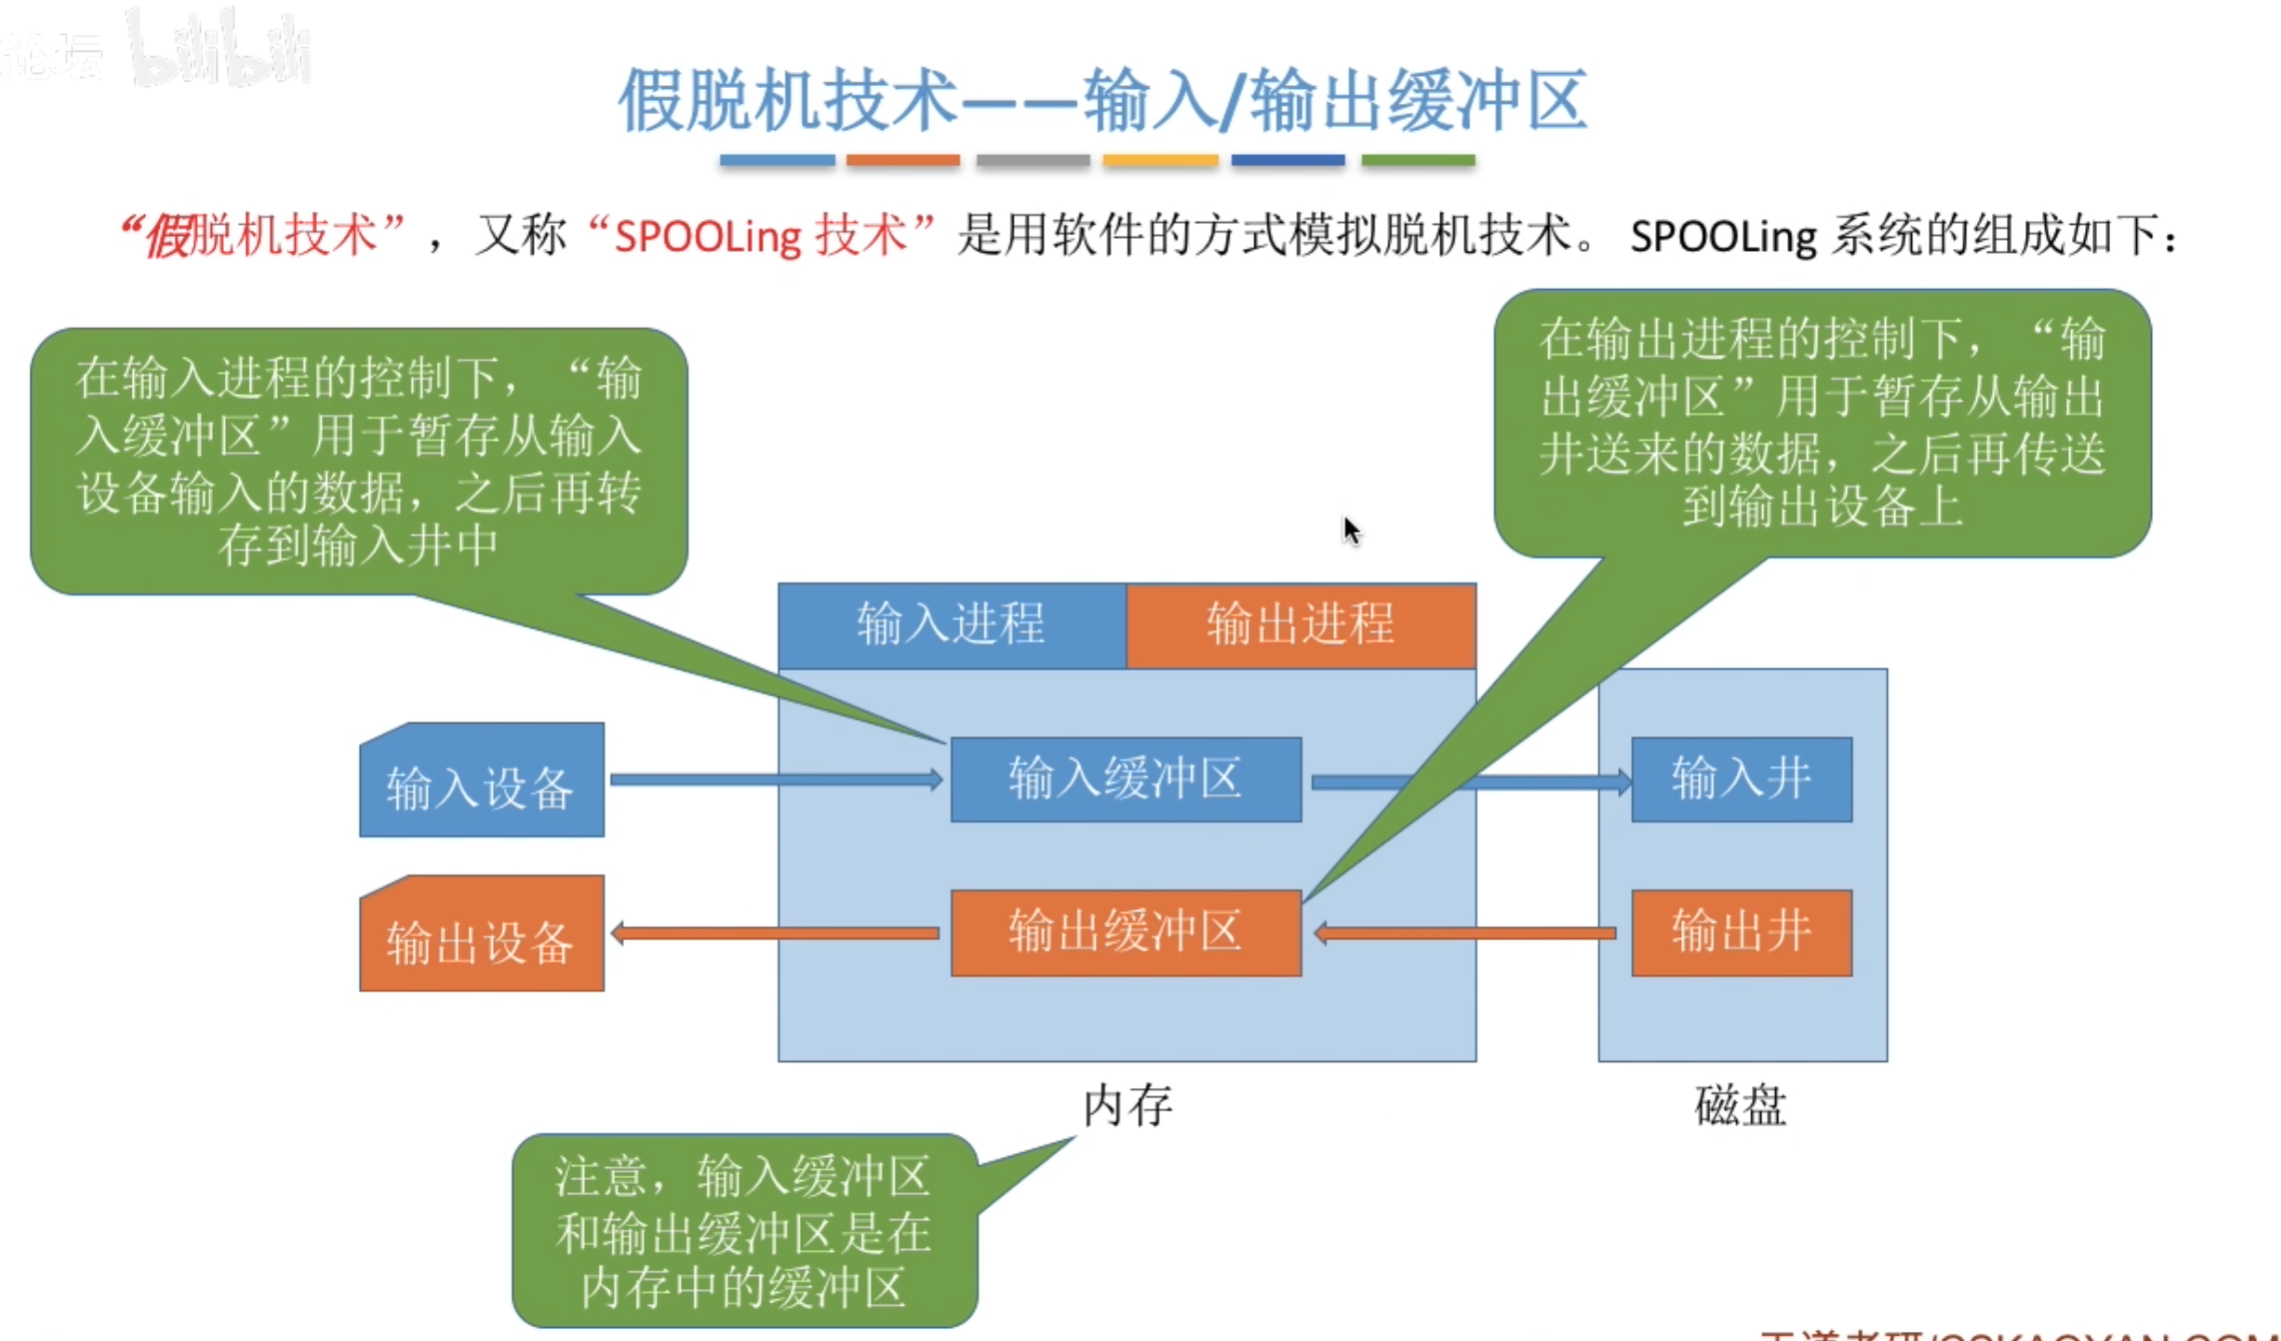 论坛 bilibili
假脱机技术——输入/输出缓冲区
“假脱机技术”，又称“SPOOLing 技术”是用软件的方式模拟脱机技术。 SPOOLing 系统的组成如下：
在输入进程的控制下，“输
入缓冲区”用于暂存从输入
设备输入的数据，之后再转
存到输入井中
在输出进程的控制下，“输
出缓冲区”用于暂存从输出
井送来的数据，之后再传送
到输出设备上
输入进程
输出进程
输入设备
输入缓冲区
输入井
输出设备
输出缓冲区
输出井
内存
磁盘
注意，输入缓冲区
和输出缓冲区是在
内存中的缓冲区